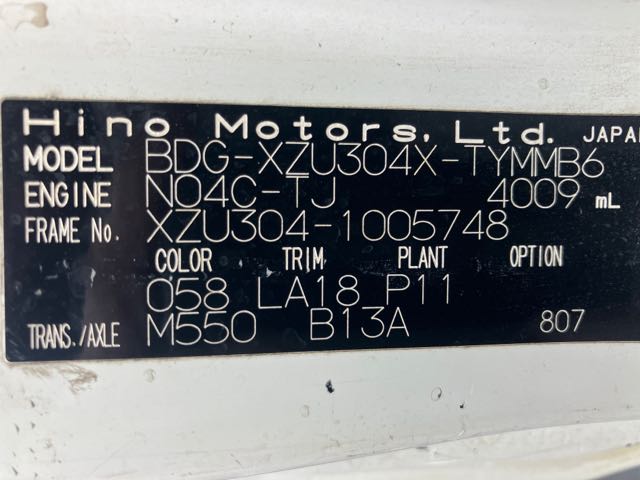 Hino Motors, Ltd. JAPAN
MODEL BDG-XZU304X-TYMMB6
ENGINE N04C-TJ 4009 mL
FRAME No. XZU304-1005748
COLOR TRIM PLANT OPTION
058 LA18 P11
TRANS./AXLE M550 B13A 807